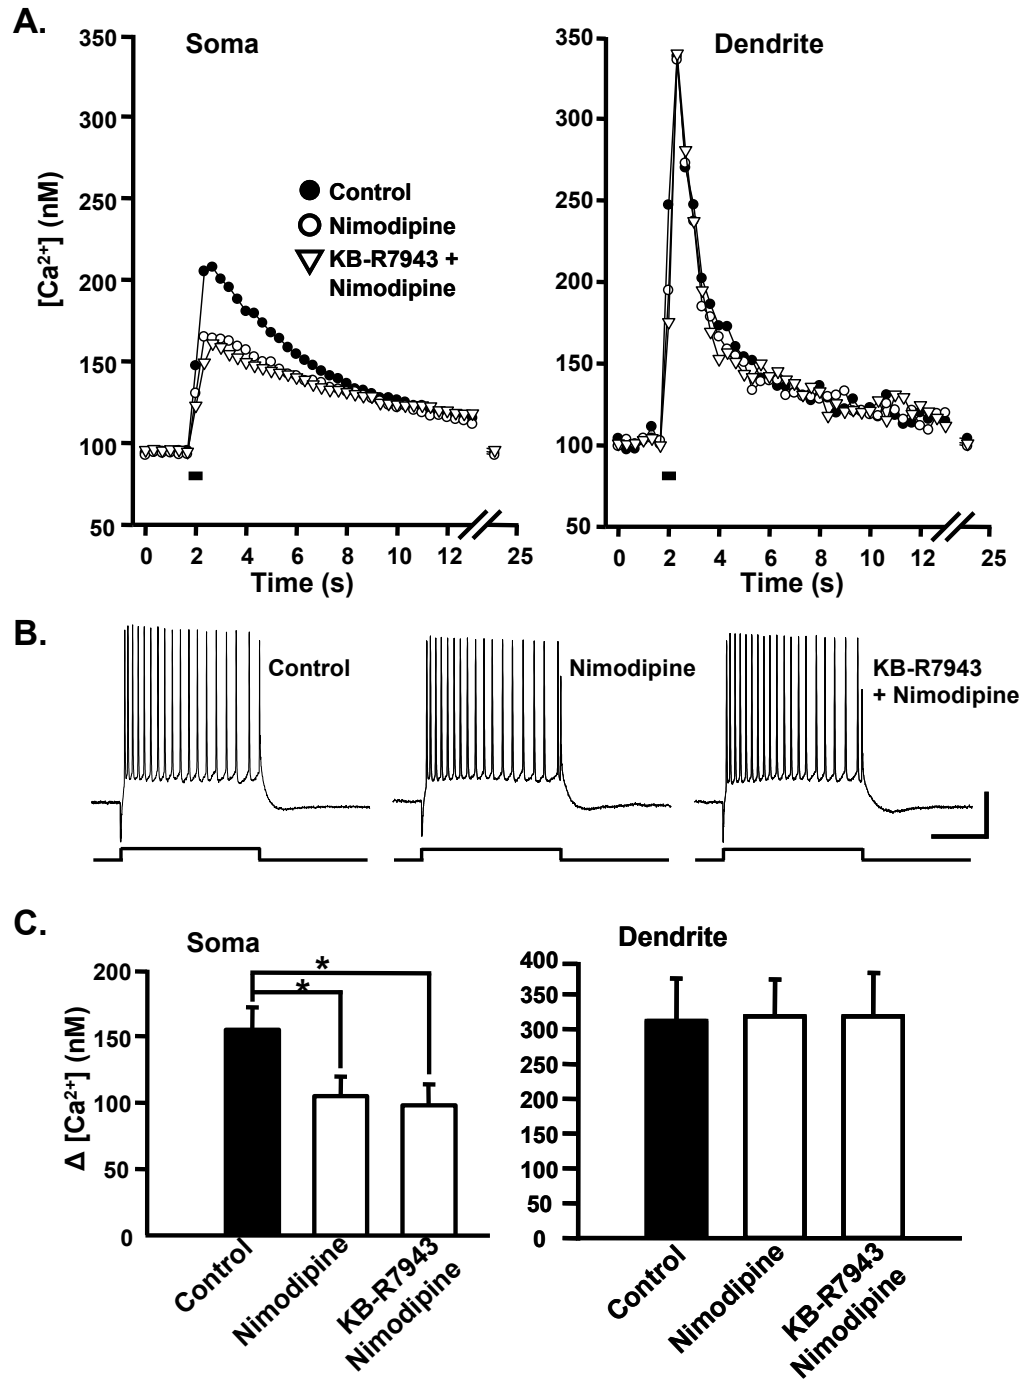 A.
Soma
Dendrite
350
300
250
200
150
100
50
[Ca²⁺] (nM)
Control
Nimodipine
KB-R7943 +
Nimodipine
0 2 4 6 8 10 12 25
Time (s)
350
300
250
200
150
100
50
0 2 4 6 8 10 12 25
Time (s)
B.
Control
Nimodipine
KB-R7943
+ Nimodipine
C.
Soma
Δ [Ca²⁺] (nM)
200
150
100
50
0
*
*
Control
Nimodipine
KB-R7943
Nimodipine
Dendrite
400
350
300
250
200
150
100
50
0
Control
Nimodipine
KB-R7943
Nimodipine